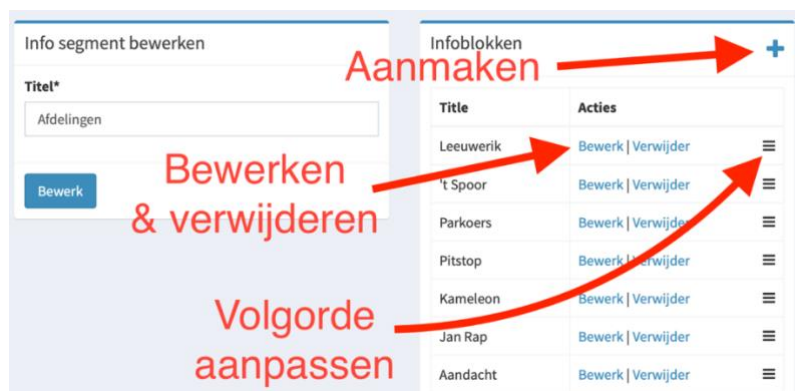 Info segment bewerken
Titel*
Afdelingen
Bewerk
Infoblokken
Aanmaken
Title Acties
Leeuwerik Bewerk | Verwijder
't Spoor Bewerk | Verwijder
Parkoers Bewerk | Verwijder
Pitstop Bewerk | Verwijder
Kameleon Bewerk | Verwijder
Jan Rap Bewerk | Verwijder
Aandacht Bewerk | Verwijder
Bewerken
& verwijderen
Volgorde
aanpassen